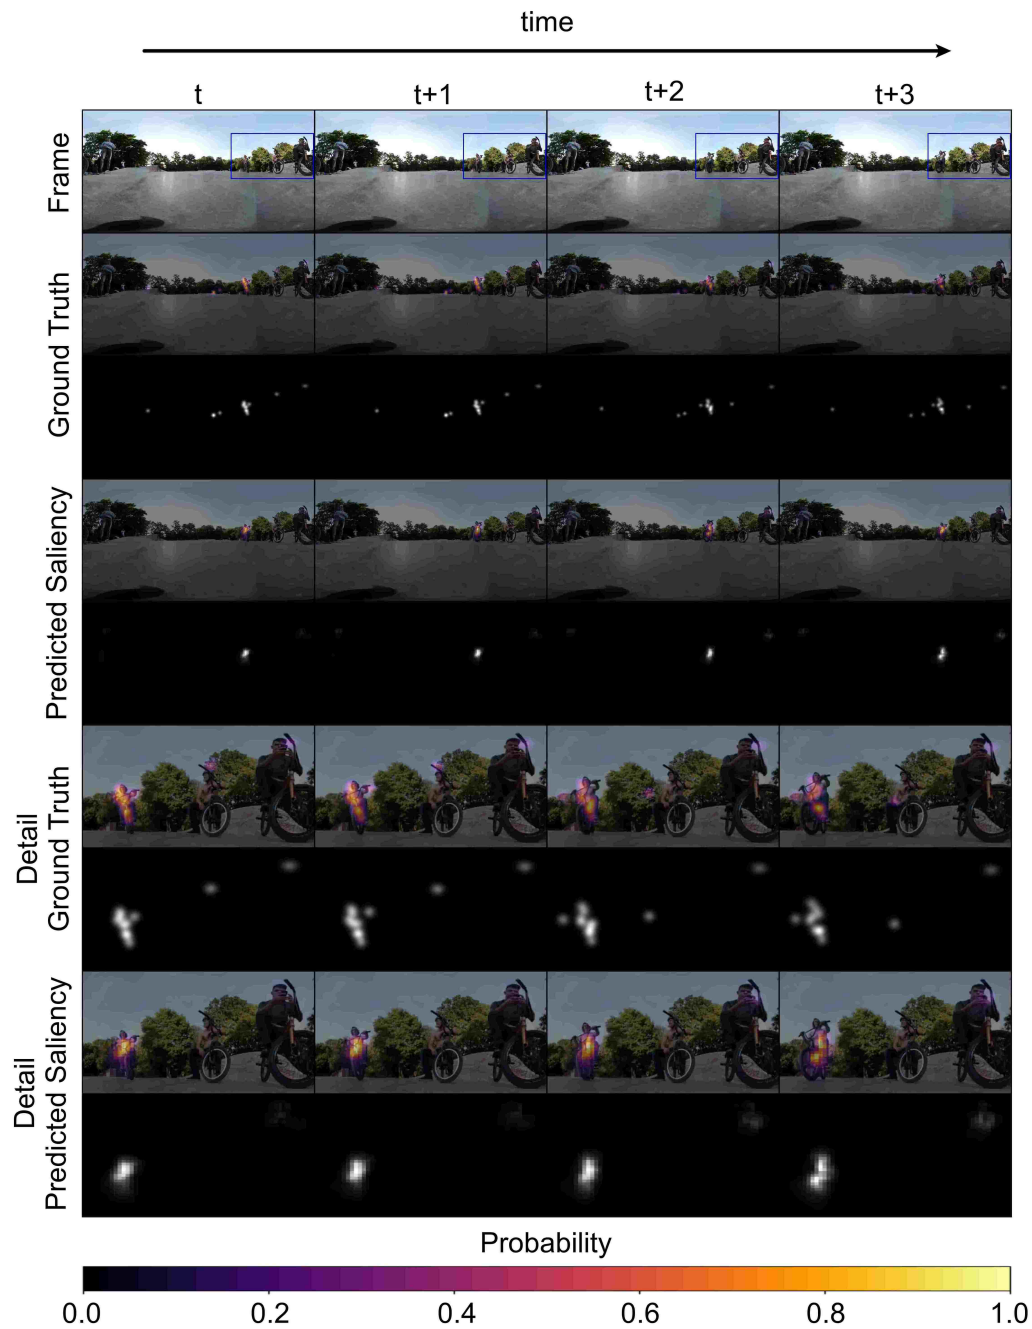 time
t t+1 t+2 t+3
Frame
Ground Truth
Predicted Saliency
Detail
Ground Truth
Detail
Predicted Saliency
Probability
0.0 0.2 0.4 0.6 0.8 1.0